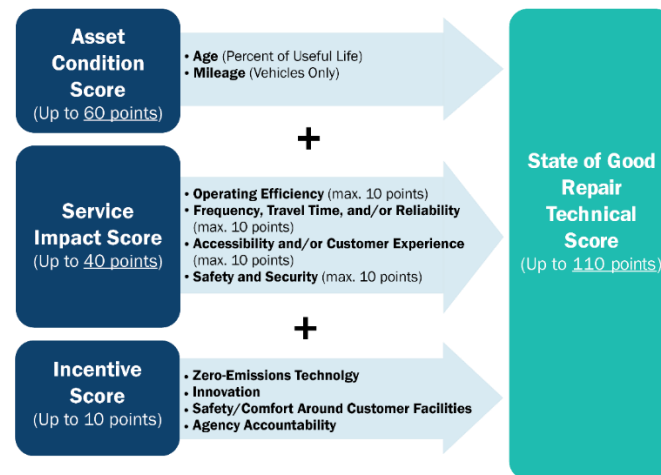 Asset
Condition
Score
(Up to 60 points)
• Age (Percent of Useful Life)
• Mileage (Vehicles Only)
+
Service
Impact Score
(Up to 40 points)
• Operating Efficiency (max. 10 points)
• Frequency, Travel Time, and/or Reliability
(max. 10 points)
• Accessibility and/or Customer Experience
(max. 10 points)
• Safety and Security (max. 10 points)
+
Incentive
Score
(Up to 10 points)
• Zero-Emissions Technolgy
• Innovation
• Safety/Comfort Around Customer Facilities
• Agency Accountability
State of Good
Repair
Technical
Score
(Up to 110 points)